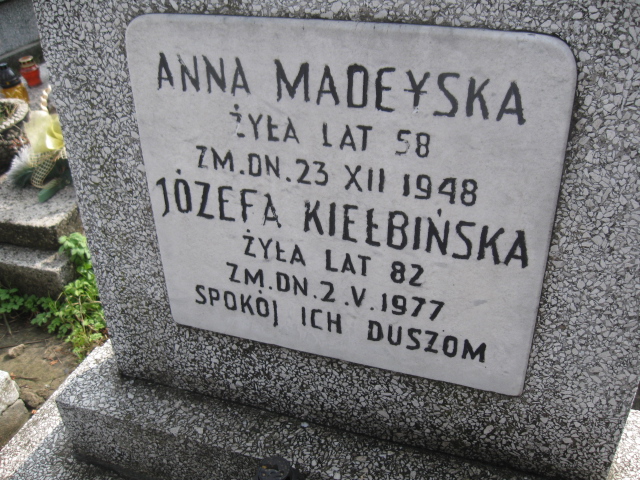 ANNA MADEYSKA
ŻYŁA LAT 58
ZM. DN. 23 XII 1948
JÓZEFA KIEŁBIŃSKA
ŻYŁA LAT 82
ZM. DN. 2. V. 1977
SPOKÓJ ICH DUSZOM